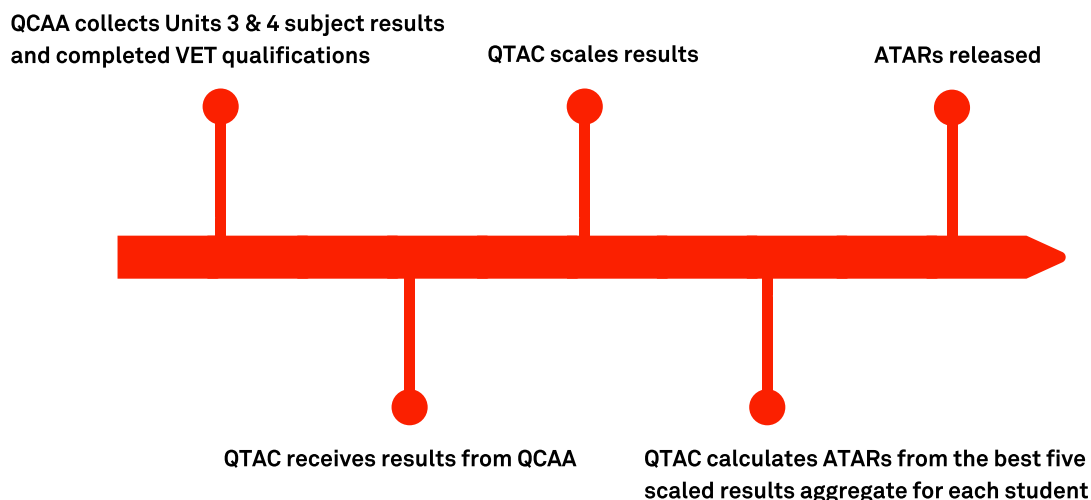 QCAA collects Units 3 & 4 subject results
and completed VET qualifications
QTAC receives results from QCAA
QTAC scales results
QTAC calculates ATARs from the best five
scaled results aggregate for each student
ATARs released